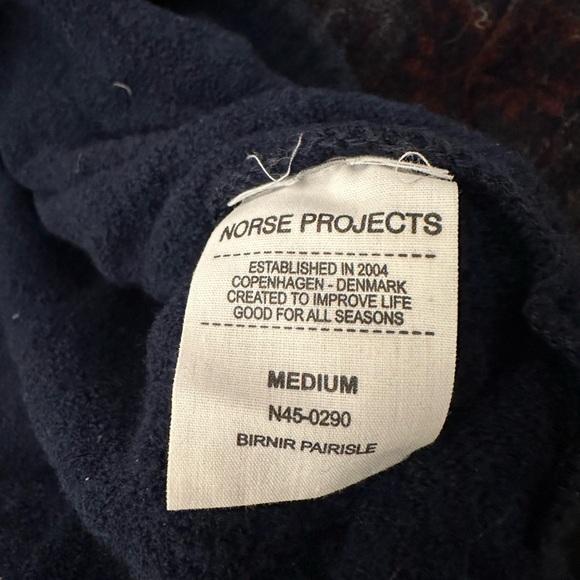 NORSE PROJECTS
ESTABLISHED IN 2004
COPENHAGEN - DENMARK
CREATED TO IMPROVE LIFE
GOOD FOR ALL SEASONS
MEDIUM
N45-0290
BIRNIR PAIRISLE